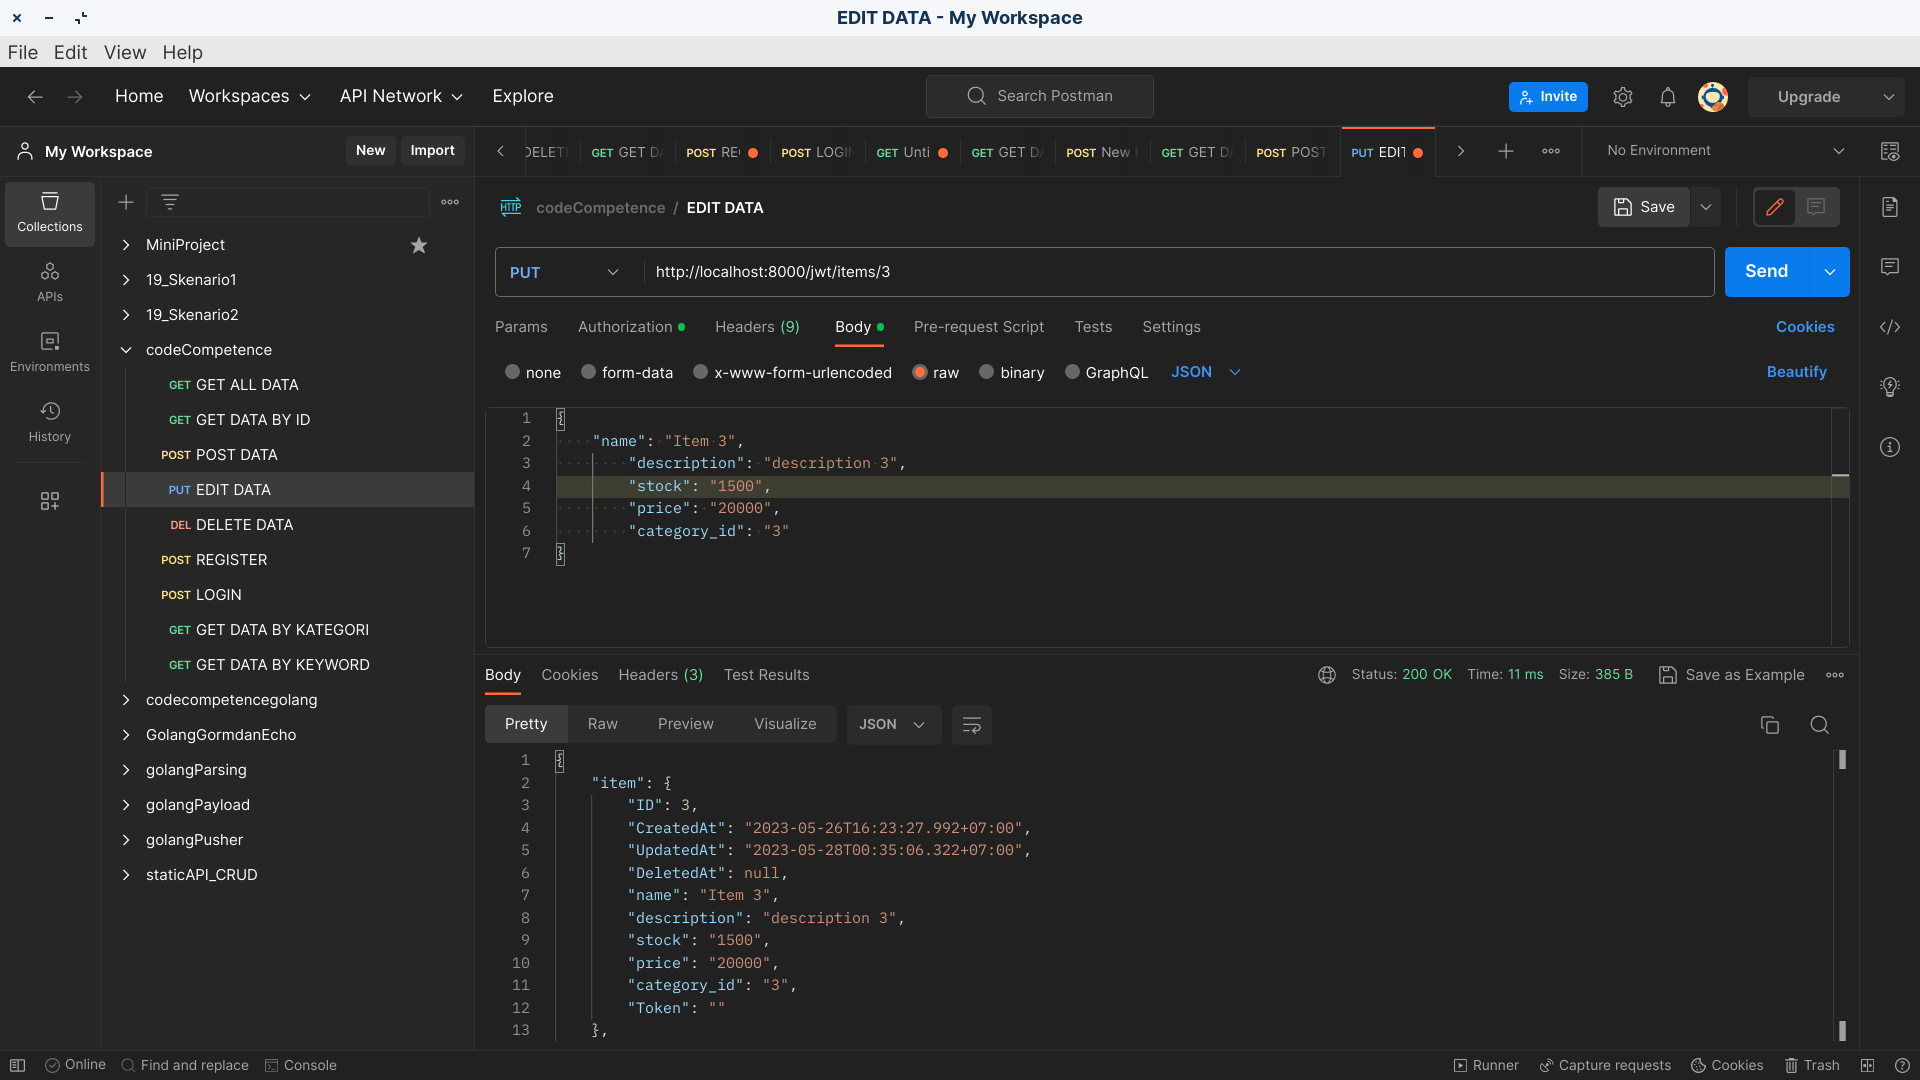 EDIT DATA - My Workspace
File Edit View Help
Home Workspaces API Network Explore
Search Postman
Invite
Upgrade
My Workspace New Import
DELET GET GET DA POST RE POST LOGI GET Unti GET GET DA POST New GET GET DA POST POST PUT EDIT
No Environment
Collections
APIs
Environments
History
MiniProject
19_Skenario1
19_Skenario2
codeCompetence
GET GET ALL DATA
GET GET DATA BY ID
POST POST DATA
PUT EDIT DATA
DEL DELETE DATA
POST REGISTER
POST LOGIN
GET GET DATA BY KATEGORI
GET GET DATA BY KEYWORD
codecompetencegolang
GolangGormdanEcho
golangParsing
golangPayload
golangPusher
staticAPI_CRUD
HTTP codeCompetence / EDIT DATA
Save
PUT http://localhost:8000/jwt/items/3
Send
Params Authorization Headers (9) Body Pre-request Script Tests Settings
Cookies
none form-data x-www-form-urlencoded raw binary GraphQL JSON
Beautify
1 {
2 "name": "Item 3",
3 "description": "description 3",
4 "stock": "1500",
5 "price": "20000",
6 "category_id": "3"
7 }
Body Cookies Headers (3) Test Results
Status: 200 OK Time: 11 ms Size: 385 B Save as Example
Pretty Raw Preview Visualize JSON
1 {
2 "item": {
3 "ID": 3,
4 "CreatedAt": "2023-05-26T16:23:27.992+07:00",
5 "UpdatedAt": "2023-05-28T00:35:06.322+07:00",
6 "DeletedAt": null,
7 "name": "Item 3",
8 "description": "description 3",
9 "stock": "1500",
10 "price": "20000",
11 "category_id": "3",
12 "Token": ""
13 },
Online Find and replace Console
Runner Capture requests Cookies Trash